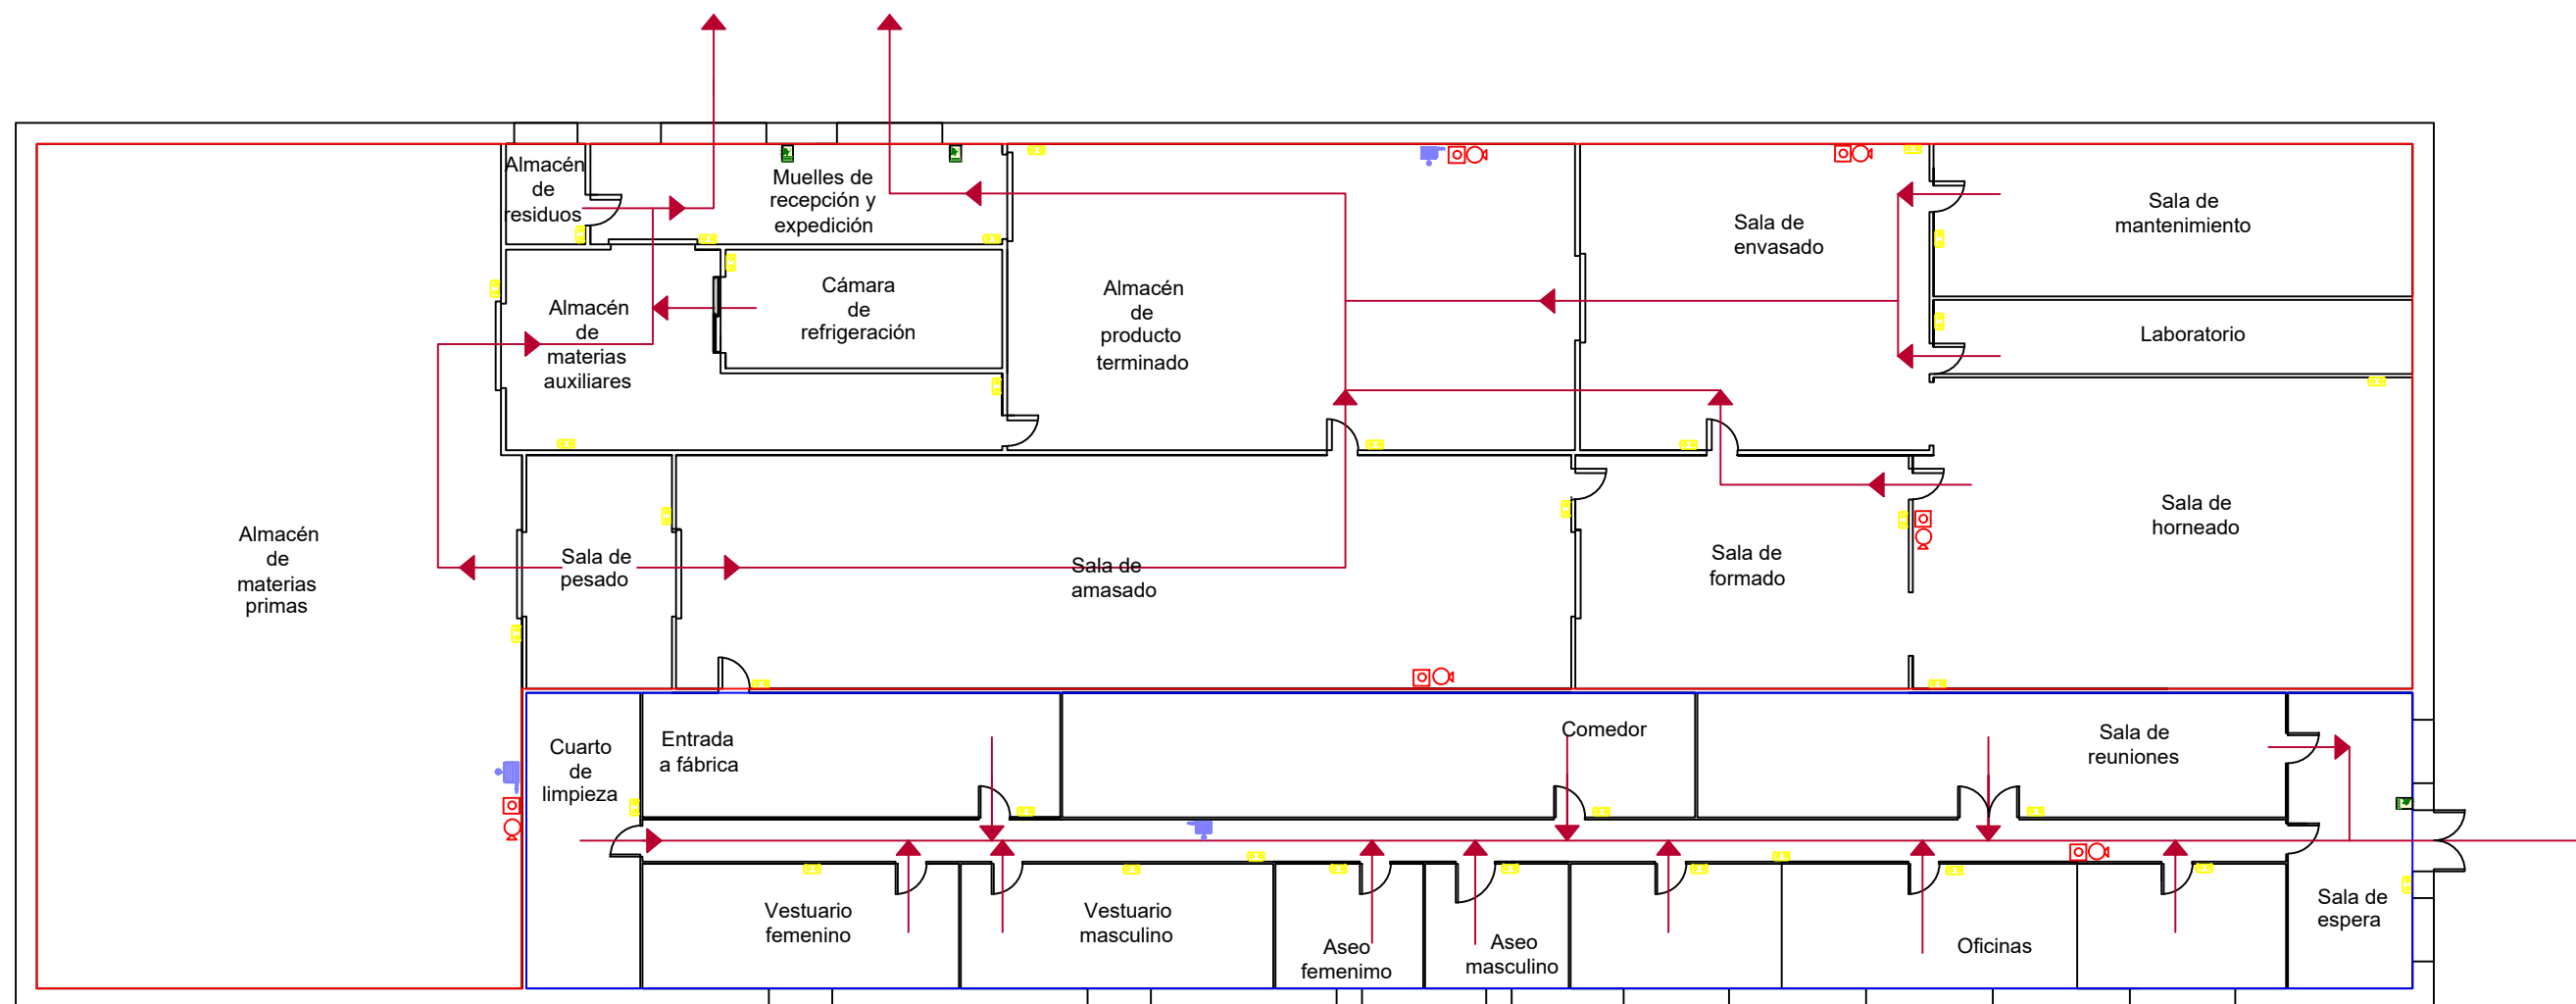 Almacén
de
residuos
Muelles de
recepción y
expedición
Sala de
envasado
Sala de
mantenimiento
Almacén
de
materias
auxiliares
Cámara
de
refrigeración
Almacén
de
producto
terminado
Laboratorio
Almacén
de
materias
primas
Sala de
pesado
Sala de
amasado
Sala de
formado
Sala de
horneado
Cuarto
de
limpieza
Entrada
a fábrica
Comedor
Sala de
reuniones
Vestuario
femenino
Vestuario
masculino
Aseo
femenimo
Aseo
masculino
Oficinas
Sala de
espera